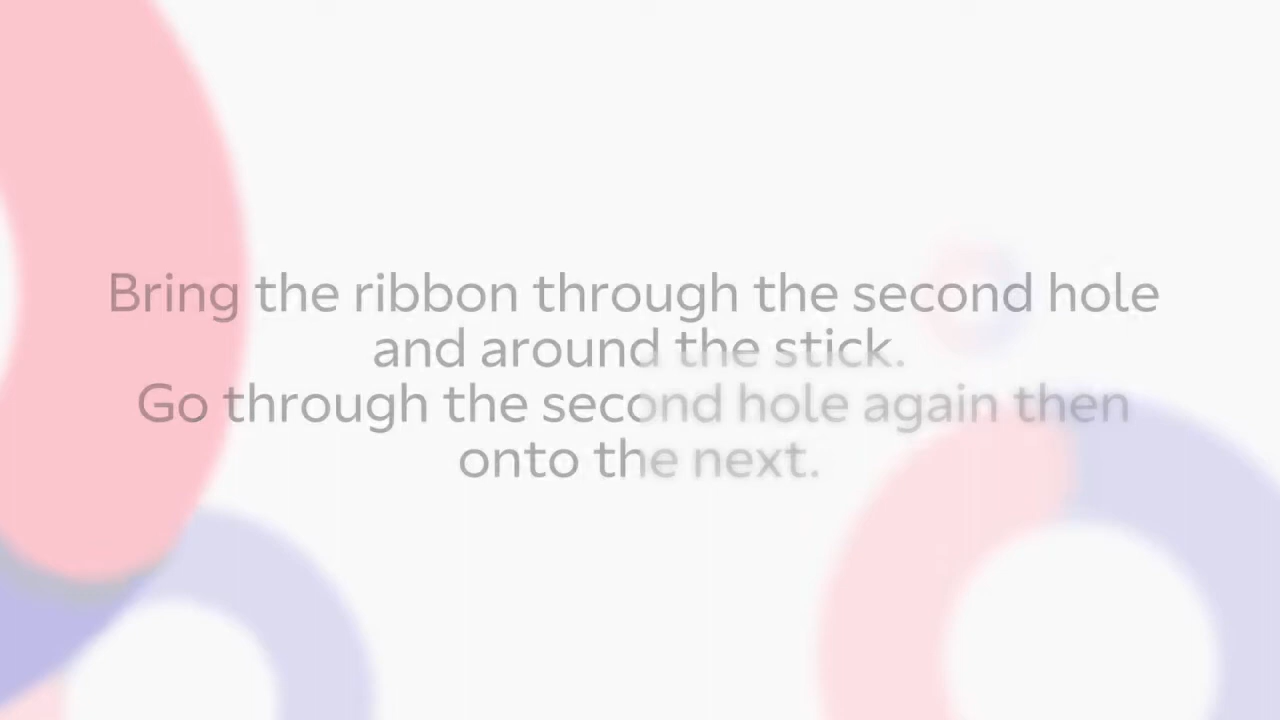 Bring the ribbon through the second hole
and around the stick.
Go through the second hole again then
onto the next.